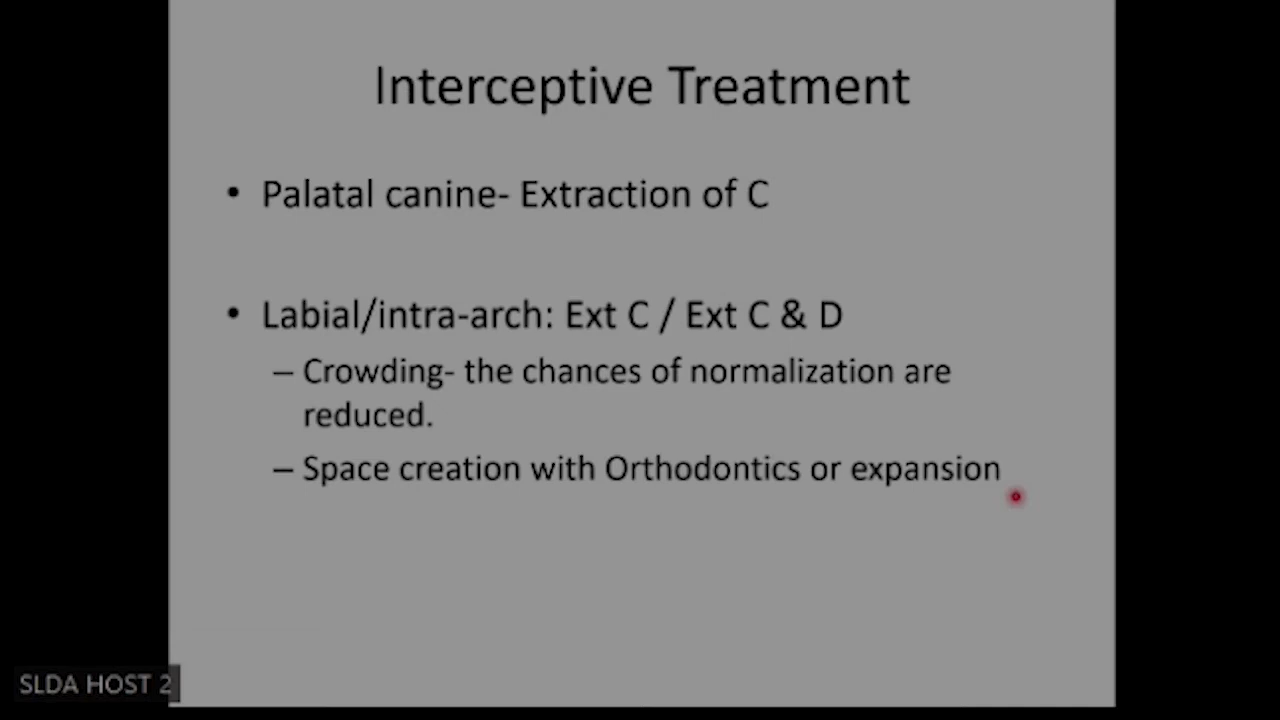 Interceptive Treatment
• Palatal canine- Extraction of C
• Labial/intra-arch: Ext C / Ext C & D
– Crowding- the chances of normalization are
reduced.
– Space creation with Orthodontics or expansion
SLDA HOST 2